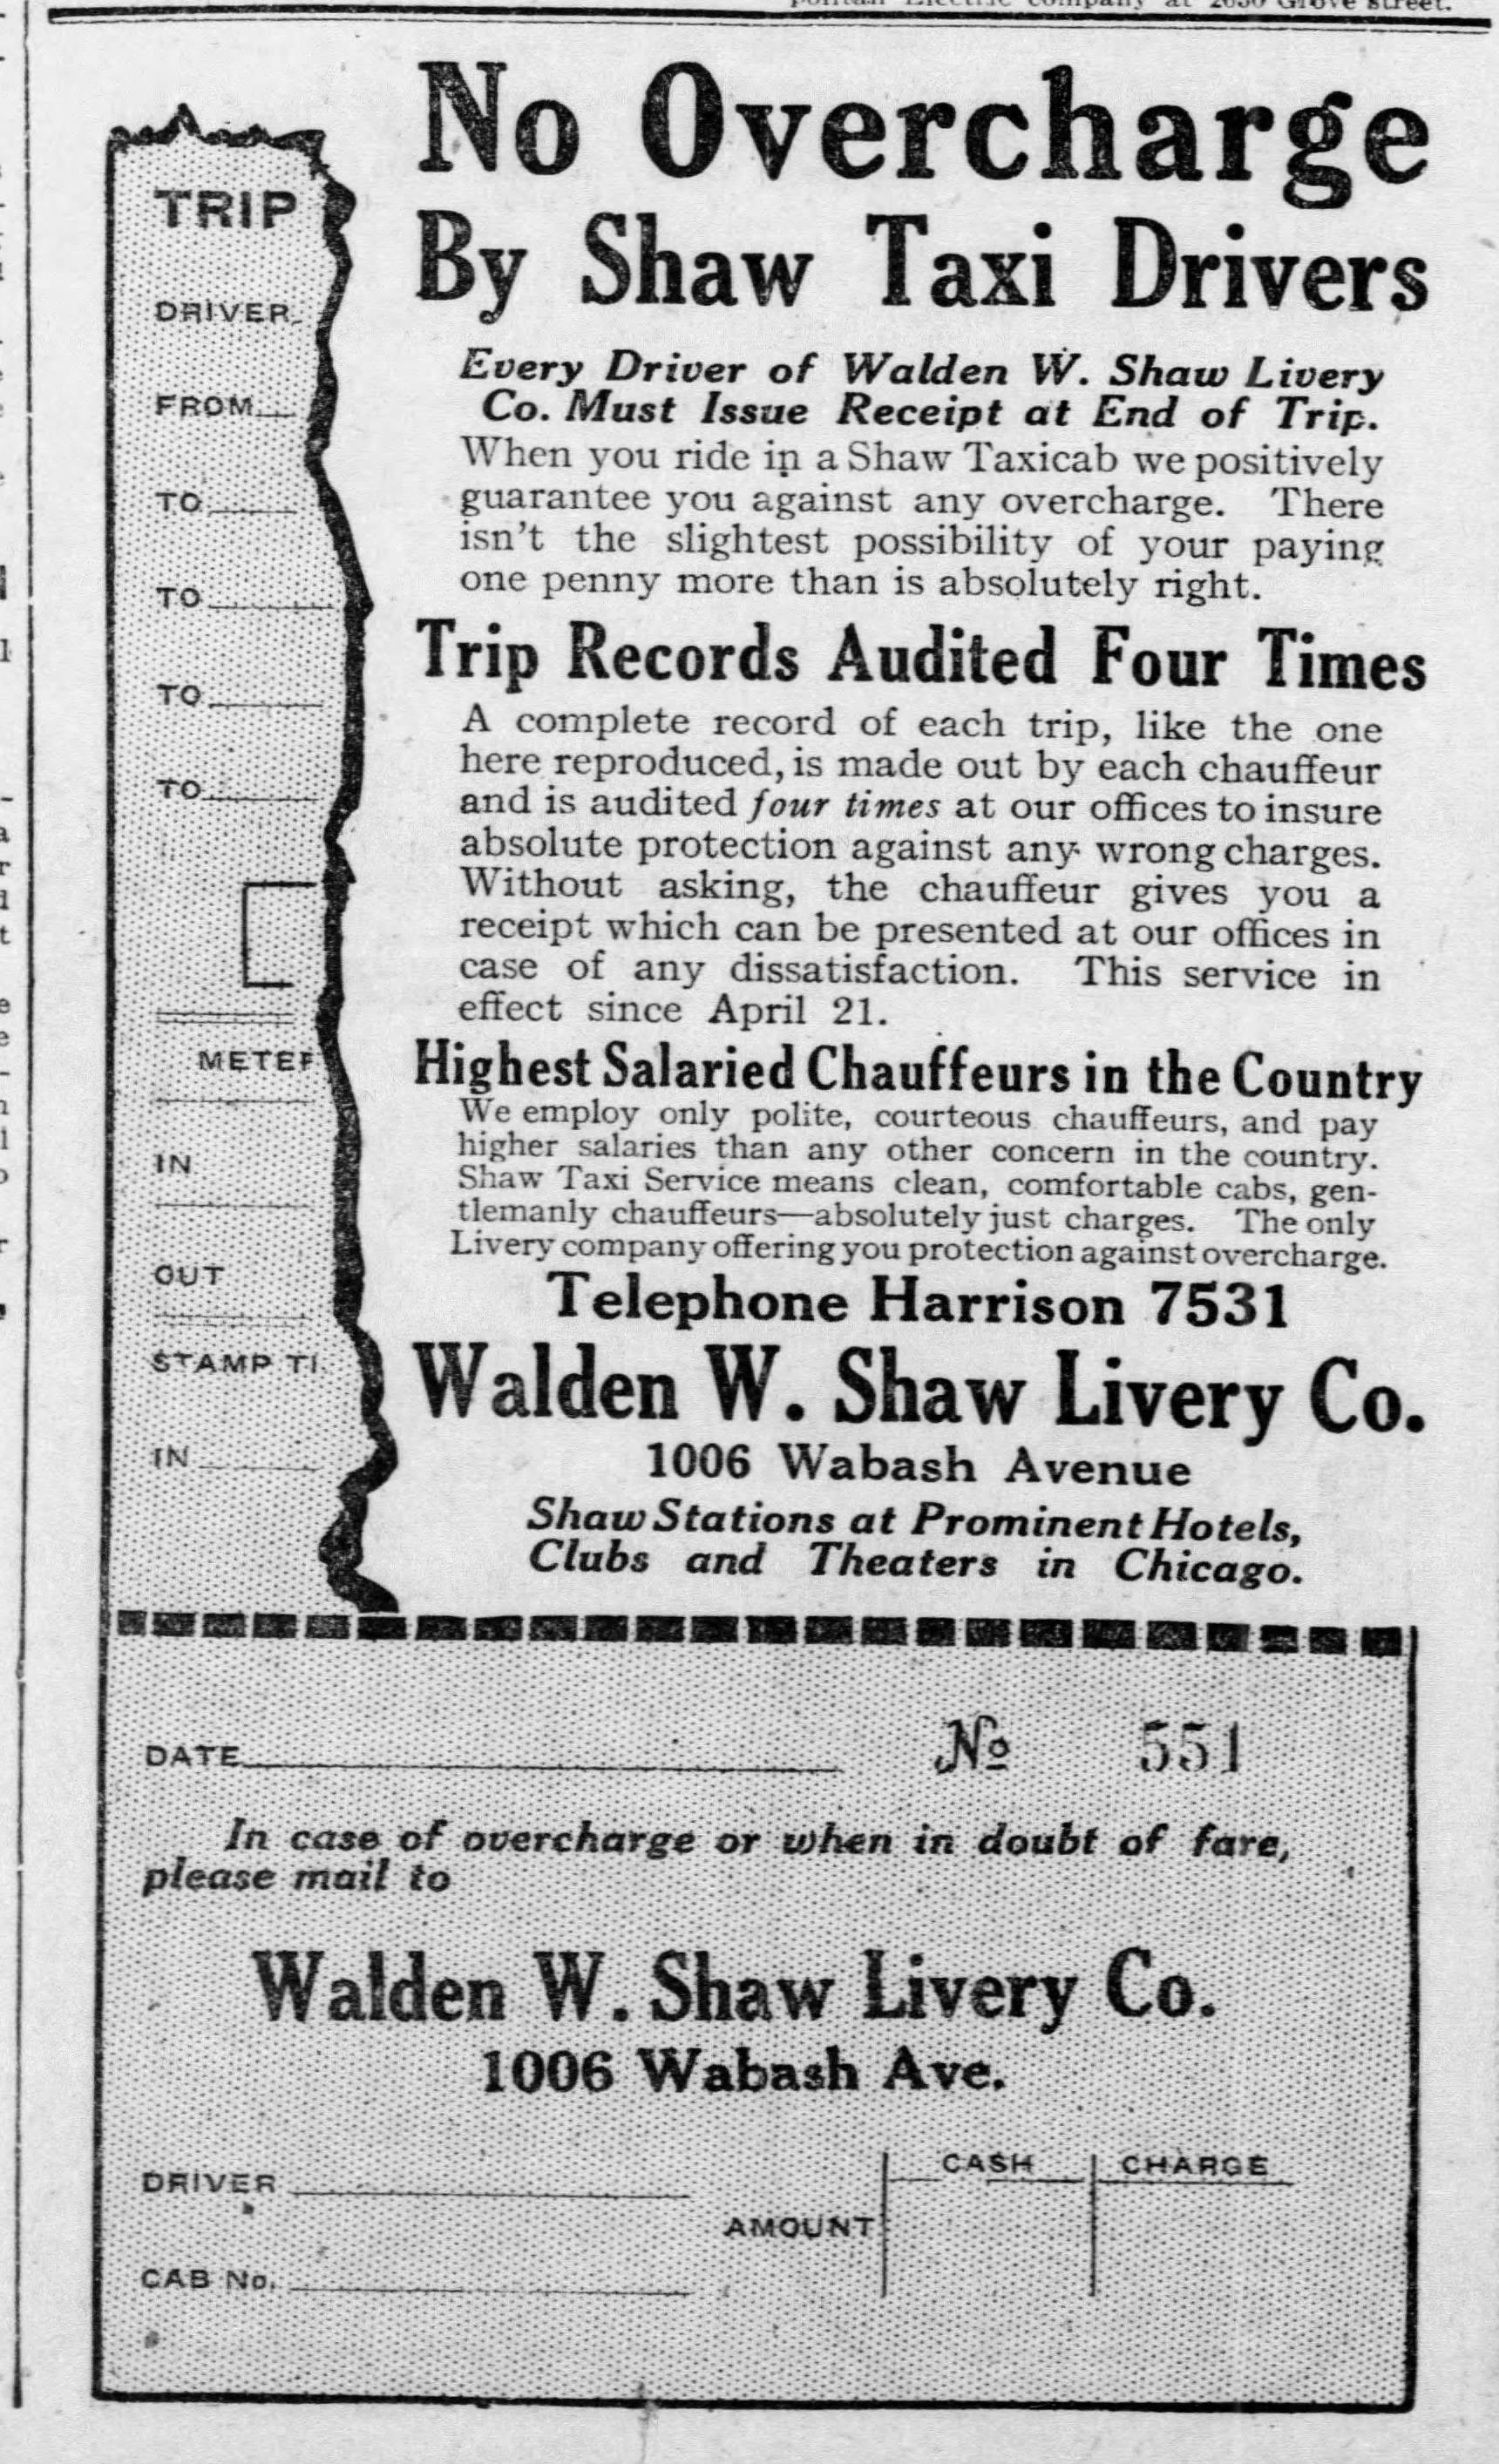 2630 Grove street.
No Overcharge
By Shaw Taxi Drivers
Every Driver of Walden W. Shaw Livery
Co. Must Issue Receipt at End of Trip.
When you ride in a Shaw Taxicab we positively
guarantee you against any overcharge. There
isn't the slightest possibility of your paying
one penny more than is absolutely right.
Trip Records Audited Four Times
A complete record of each trip, like the one
here reproduced, is made out by each chauffeur
and is audited four times at our offices to insure
absolute protection against any wrong charges.
Without asking, the chauffeur gives you a
receipt which can be presented at our offices in
case of any dissatisfaction. This service in
effect since April 21.
Highest Salaried Chauffeurs in the Country
We employ only polite, courteous chauffeurs, and pay
higher salaries than any other concern in the country.
Shaw Taxi Service means clean, comfortable cabs, gen-
tlemanly chauffeurs—absolutely just charges. The only
Livery company offering you protection against overcharge.
Telephone Harrison 7531
Walden W. Shaw Livery Co.
1006 Wabash Avenue
Shaw Stations at Prominent Hotels,
Clubs and Theaters in Chicago.
TRIP
DRIVER
FROM
TO
TO
TO
TO
METER
IN
OUT
STAMP TI
IN
DATE No 551
In case of overcharge or when in doubt of fare,
please mail to
Walden W. Shaw Livery Co.
1006 Wabash Ave.
CASH CHARGE
DRIVER
AMOUNT
CAB No.